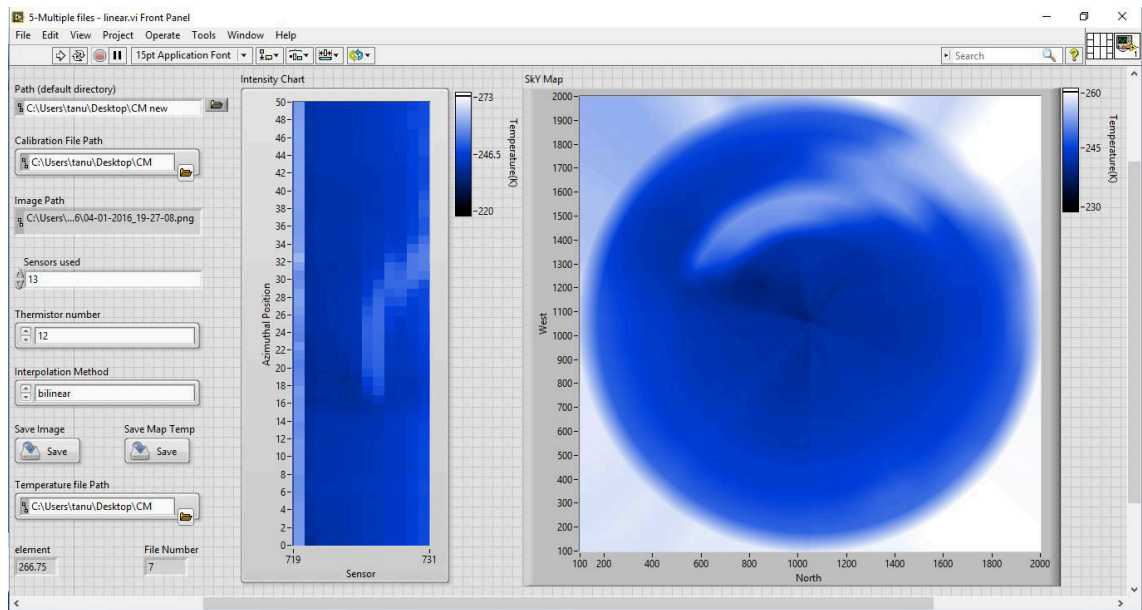 5-Multiple files - linear.vi Front Panel
File Edit View Project Operate Tools Window Help
15pt Application Font
Search
1
Path (default directory)
C:\Users\tanu\Desktop\CM new
Calibration File Path
C:\Users\tanu\Desktop\CM
Image Path
C:\Users\...6\04-01-2016_19-27-08.png
Sensors used
13
Thermistor number
12
Interpolation Method
bilinear
Save Image Save Map Temp
Save Save
Temperature file Path
C:\Users\tanu\Desktop\CM
element File Number
266.75 7
Intensity Chart
50
48
46
44
42
40
38
36
34
33
32
30
28
26
24
22
20
18
16
14
12
10
8
6
4
2
0
Azimuthal Position
719 731
Sensor
273
246.5
220
Temperature(K)
SkY Map
2000
1900
1800
1700
1600
1500
1400
1300
1200
1100
1000
900
800
700
600
500
400
300
200
100
West
100 200 400 600 800 1000 1200 1400 1600 1800 2000
North
260
245
230
Temperature(K)